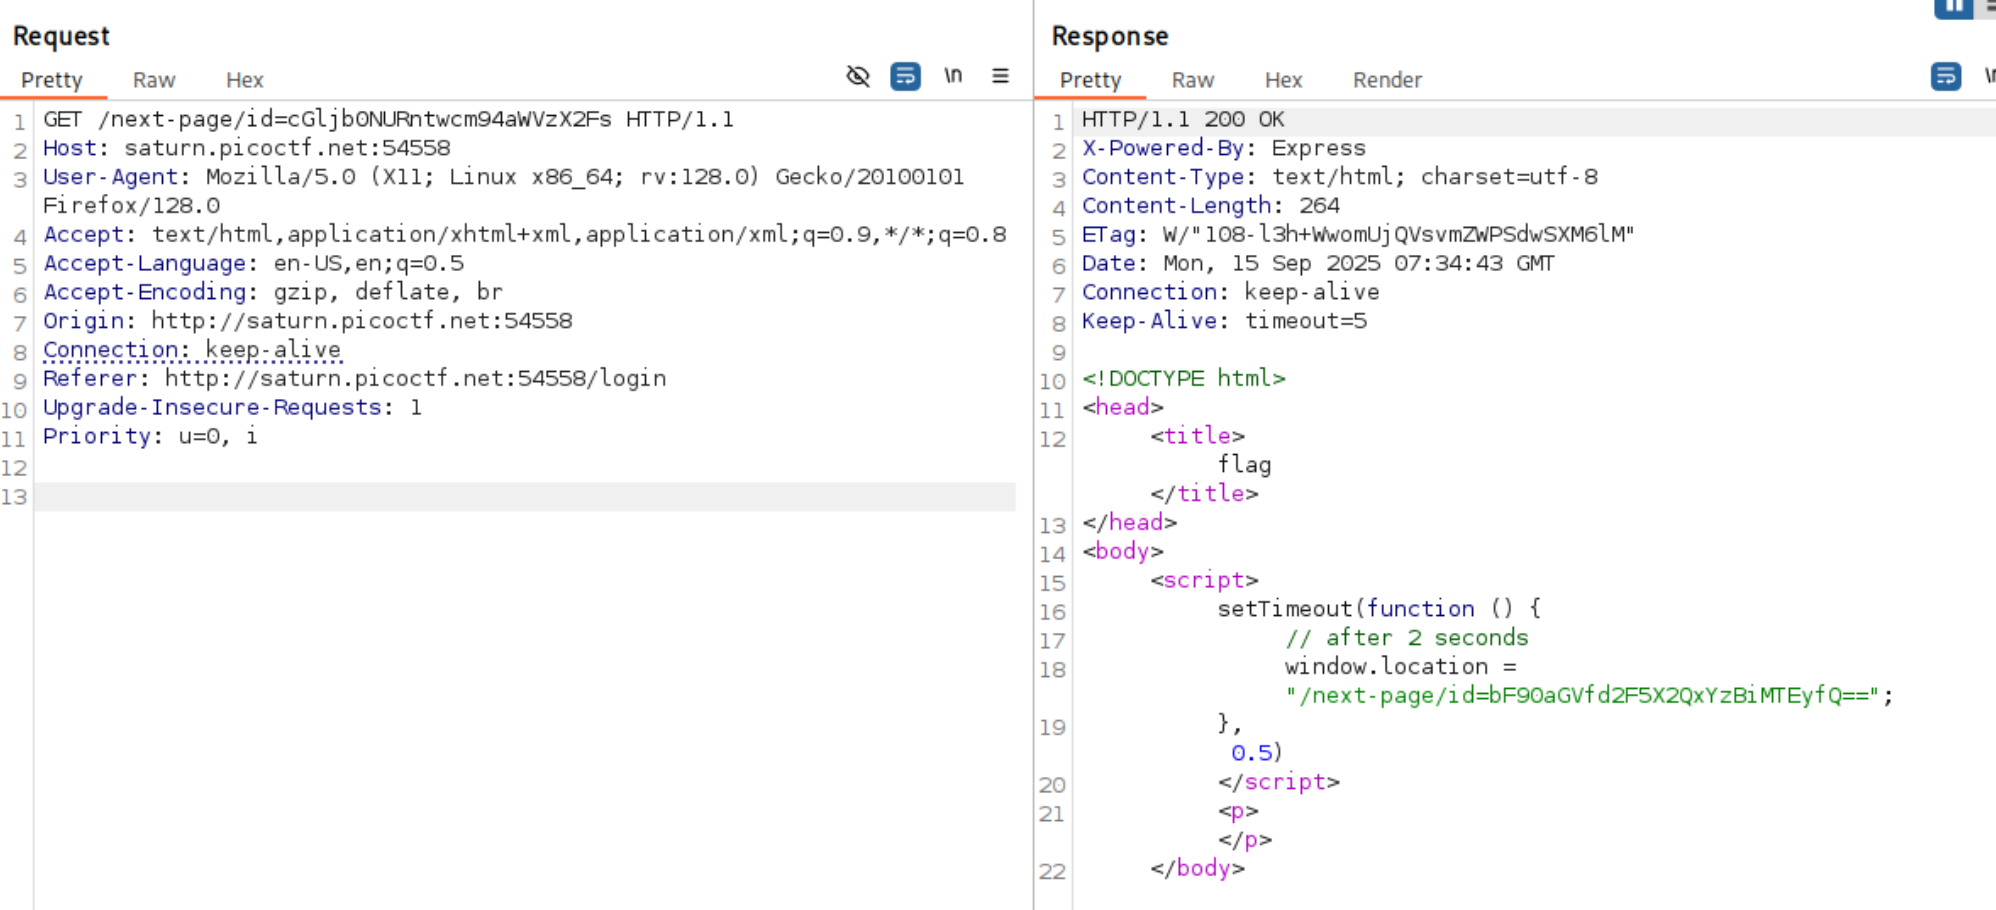 Request
Pretty Raw Hex \n
1 GET /next-page/id=cGljb0NURntwcm94aWVzX2Fs HTTP/1.1
2 Host: saturn.picoctf.net:54558
3 User-Agent: Mozilla/5.0 (X11; Linux x86_64; rv:128.0) Gecko/20100101
Firefox/128.0
4 Accept: text/html,application/xhtml+xml,application/xml;q=0.9,*/*;q=0.8
5 Accept-Language: en-US,en;q=0.5
6 Accept-Encoding: gzip, deflate, br
7 Origin: http://saturn.picoctf.net:54558
8 Connection: keep-alive
9 Referer: http://saturn.picoctf.net:54558/login
10 Upgrade-Insecure-Requests: 1
11 Priority: u=0, i
12
13
Response
Pretty Raw Hex Render
1 HTTP/1.1 200 OK
2 X-Powered-By: Express
3 Content-Type: text/html; charset=utf-8
4 Content-Length: 264
5 ETag: W/"108-l3h+WwomUjQVsvmZWPSdwSXM6lM"
6 Date: Mon, 15 Sep 2025 07:34:43 GMT
7 Connection: keep-alive
8 Keep-Alive: timeout=5
9
10 <!DOCTYPE html>
11 <head>
12 <title>
flag
</title>
13 </head>
14 <body>
15 <script>
16 setTimeout(function () {
17 // after 2 seconds
18 window.location =
"/next-page/id=bF90aGVfd2F5X2QxYzBiMTEyfQ==";
19 },
0.5)
20 </script>
21 <p>
</p>
22 </body>